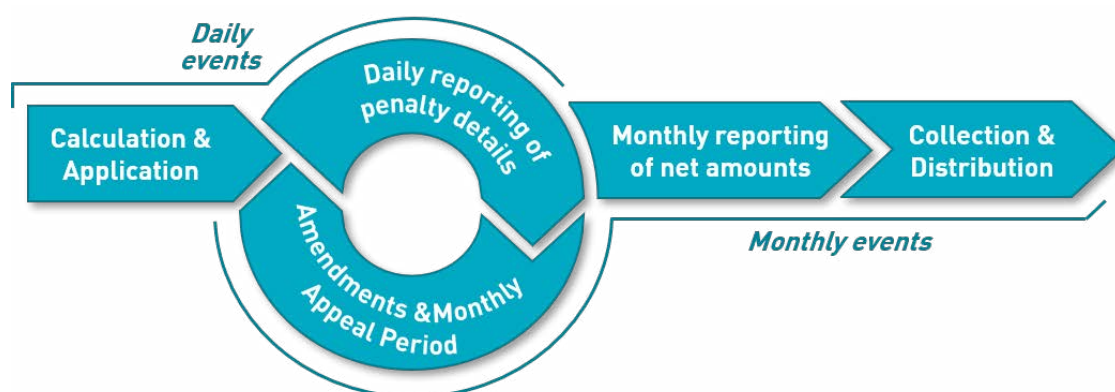 Daily
events
Calculation &
Application
Daily reporting of
penalty details
Amendments &Monthly
Appeal Period
Monthly reporting
of net amounts
Collection &
Distribution
Monthly events